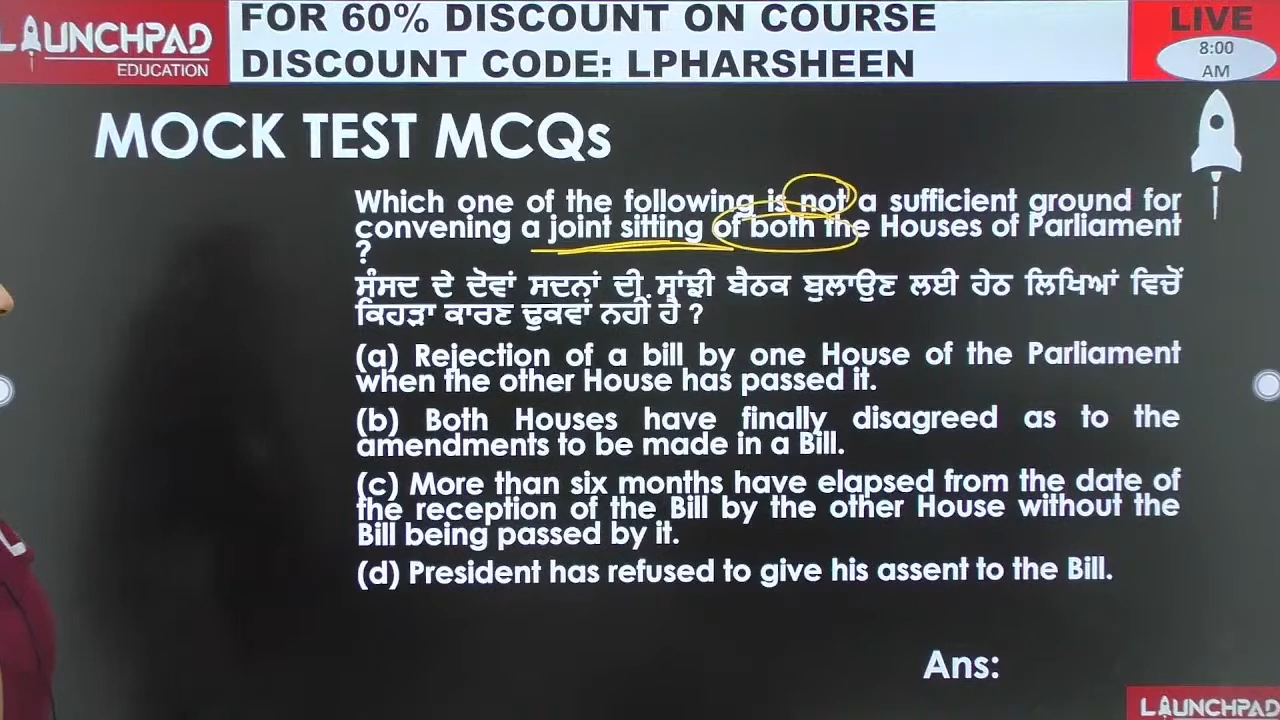 LAUNCHPAD
EDUCATION
FOR 60% DISCOUNT ON COURSE
DISCOUNT CODE: LPHARSHEEN
LIVE
8:00
AM
MOCK TEST MCQs
Which one of the following is not a sufficient ground for
convening a joint sitting of both the Houses of Parliament
?
ਸੰਸਦ ਦੇ ਦੋਵਾਂ ਸਦਨਾਂ ਦੀ ਸਾਂਝੀ ਬੈਠਕ ਬੁਲਾਉਣ ਲਈ ਹੇਠ ਲਿਖਿਆਂ ਵਿਚੋਂ
ਕਿਹੜਾ ਕਾਰਣ ਢੁਕਵਾਂ ਨਹੀਂ ਹੈ ?
(a) Rejection of a bill by one House of the Parliament
when the other House has passed it.
(b) Both Houses have finally disagreed as to the
amendments to be made in a Bill.
(c) More than six months have elapsed from the date of
the reception of the Bill by the other House without the
Bill being passed by it.
(d) President has refused to give his assent to the Bill.
Ans:
LAUNCHPAD